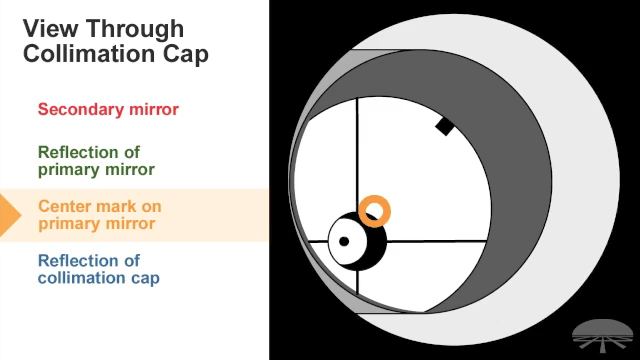 View Through
Collimation Cap
Secondary mirror
Reflection of
primary mirror
Center mark on
primary mirror
Reflection of
collimation cap